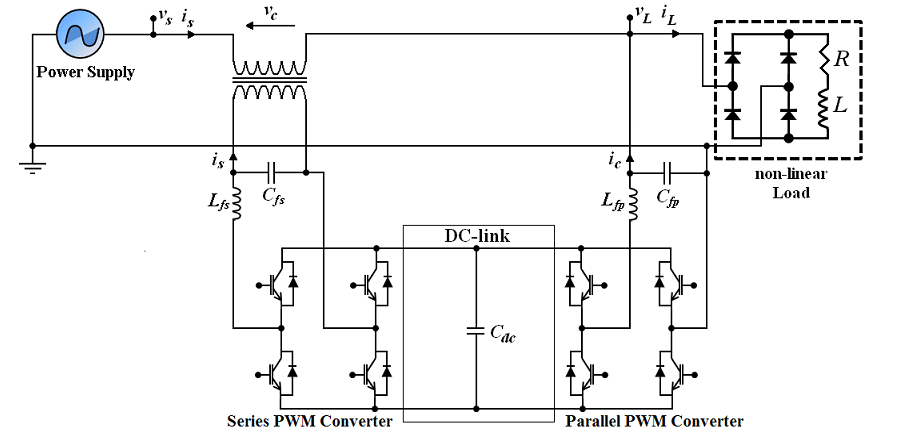 v_s i_s
v_c
v_L i_L
Power Supply
R
L
i_s
i_c
non-linear
Load
L_fs
C_fs
L_fp
C_fp
DC-link
C_dc
Series PWM Converter
Parallel PWM Converter